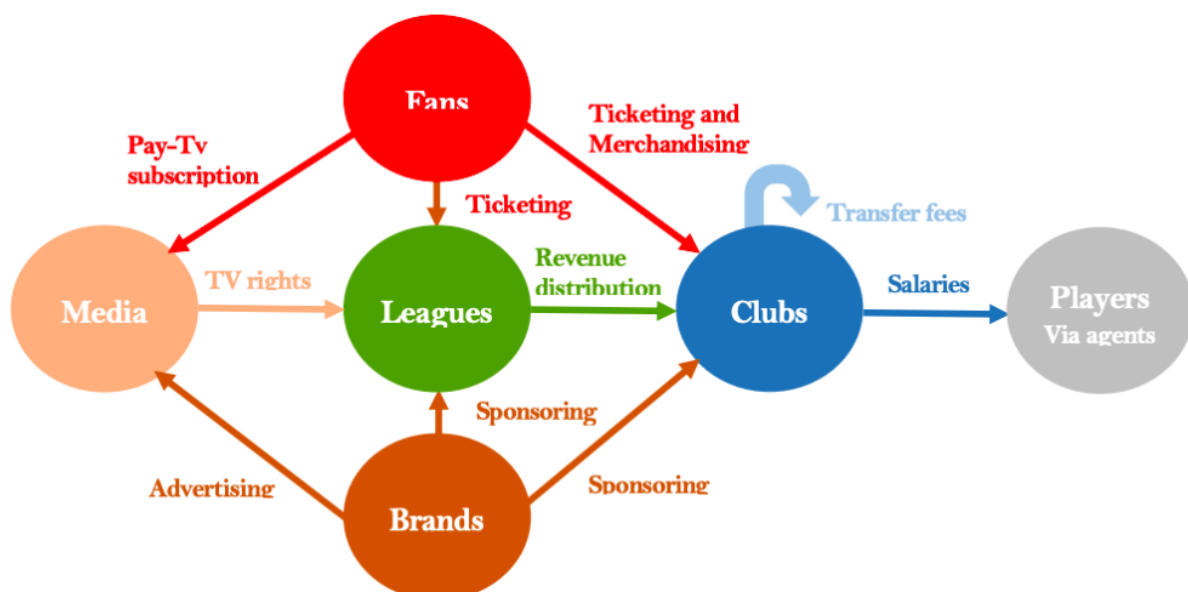 Fans
Ticketing and
Merchandising
Pay-Tv
subscription
Ticketing
Transfer fees
Media
TV rights
Leagues
Revenue
distribution
Clubs
Salaries
Players
Via agents
Sponsoring
Advertising
Sponsoring
Brands